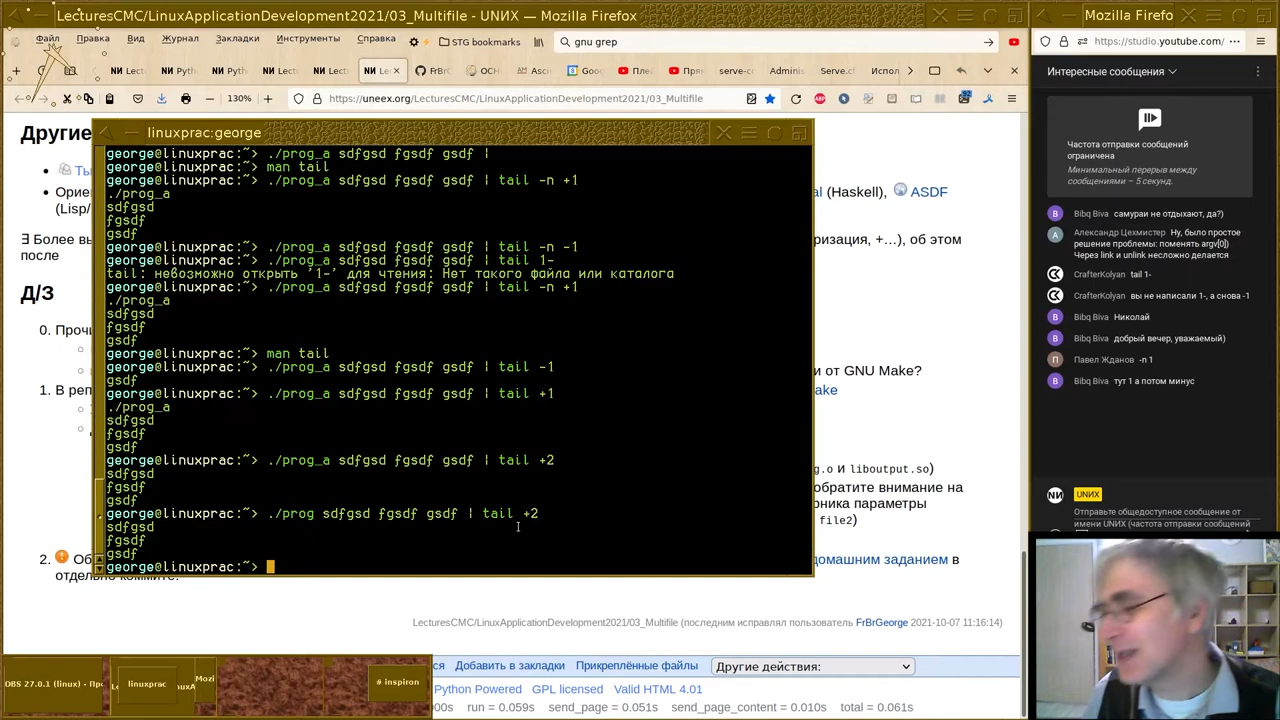 LecturesCMC/LinuxApplicationDevelopment2021/03_Multifile - UNИX — Mozilla Firefox
Файл Правка Вид Журнал Закладки Инструменты Справка
STG bookmarks
gnu grep
130%
https://uneex.org/LecturesCMC/LinuxApplicationDevelopment2021/03_Multifile
Другие
Орие
(Lisp/
∃ Более вы
после
Д/З
0. Прочи
1. В реп
2.
(Haskell), ASDF
оризация, +…), об этом
и от GNU Make?
ake
g.o и liboutput.so)
обратите внимание на
рника параметры
file2)
домашним заданием в
отдельно коммите.
linuxprac:george
george@linuxprac:~> ./prog_a sdfgsd fgsdf gsdf |
george@linuxprac:~> man tail
george@linuxprac:~> ./prog_a sdfgsd fgsdf gsdf | tail -n +1
./prog_a
sdfgsd
fgsdf
gsdf
george@linuxprac:~> ./prog_a sdfgsd fgsdf gsdf | tail -n -1
george@linuxprac:~> ./prog_a sdfgsd fgsdf gsdf | tail 1-
tail: невозможно открыть '1-' для чтения: Нет такого файла или каталога
george@linuxprac:~> ./prog_a sdfgsd fgsdf gsdf | tail -n +1
./prog_a
sdfgsd
fgsdf
gsdf
george@linuxprac:~> man tail
george@linuxprac:~> ./prog_a sdfgsd fgsdf gsdf | tail -1
gsdf
george@linuxprac:~> ./prog_a sdfgsd fgsdf gsdf | tail +1
./prog_a
sdfgsd
fgsdf
gsdf
george@linuxprac:~> ./prog_a sdfgsd fgsdf gsdf | tail +2
sdfgsd
fgsdf
gsdf
george@linuxprac:~> ./prog sdfgsd fgsdf gsdf | tail +2
sdfgsd
fgsdf
gsdf
george@linuxprac:~>
LecturesCMC/LinuxApplicationDevelopment2021/03_Multifile (последним исправлял пользователь FrBrGeorge 2021-10-07 11:16:14)
ся Добавить в закладки Прикреплённые файлы Другие действия:
Python Powered GPL licensed Valid HTML 4.01
00s run = 0.059s send_page = 0.051s send_page_content = 0.010s total = 0.061s
OBS 27.0.1 (linux) - Пр
linuxprac
Mozi
# inspiron
Mozilla Firefo
https://studio.youtube.com/
Интересные сообщения
Частота отправки сообщений
ограничена
Минимальный перерыв между
сообщениями – 5 секунд.
Bibq Biva самураи не отдыхают, да?)
Александр Цехмистер Ну, было простое
решение проблемы: поменять argv[0])
Через link и unlink несложно делается
CrafterKolyan tail 1-
CrafterKolyan вы не написали 1-, а снова -1
Bibq Biva Николай
Bibq Biva добрый вечер, уважаемый)
Павел Жданов -n 1
Bibq Biva тут 1 а потом минус
UNИX
Отправьте общедоступное сообщение от
имени UNИX